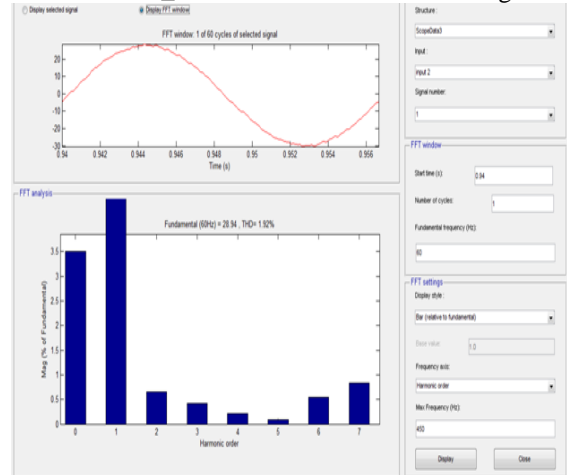 Display selected signal
Display FFT window
FFT window: 1 of 60 cycles of selected signal
20
10
0
-10
-20
-30
0.94 0.942 0.944 0.946 0.948 0.95 0.952 0.954 0.956
Time (s)
FFT analysis
Fundamental (60Hz) = 28.94 , THD= 1.92%
3.5
3
2.5
2
1.5
1
0.5
0
Mag (% of Fundamental)
0 1 2 3 4 5 6 7
Harmonic order
Structure :
ScopeData3
Input :
input 2
Signal number:
1
FFT window
Start time (s): 0.94
Number of cycles: 1
Fundamental frequency (Hz):
60
FFT settings
Display style :
Bar (relative to fundamental)
Base value: 1.0
Frequency axis:
Harmonic order
Max Frequency (Hz):
450
Display
Close